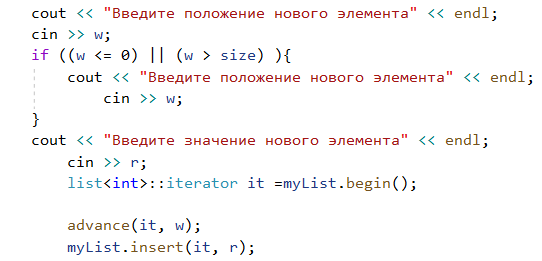 cout << "Введите положение нового элемента" << endl;
cin >> w;
if ((w <= 0) || (w > size) ){
cout << "Введите положение нового элемента" << endl;
cin >> w;
}
cout << "Введите значение нового элемента" << endl;
cin >> r;
list<int>::iterator it =myList.begin();
advance(it, w);
myList.insert(it, r);